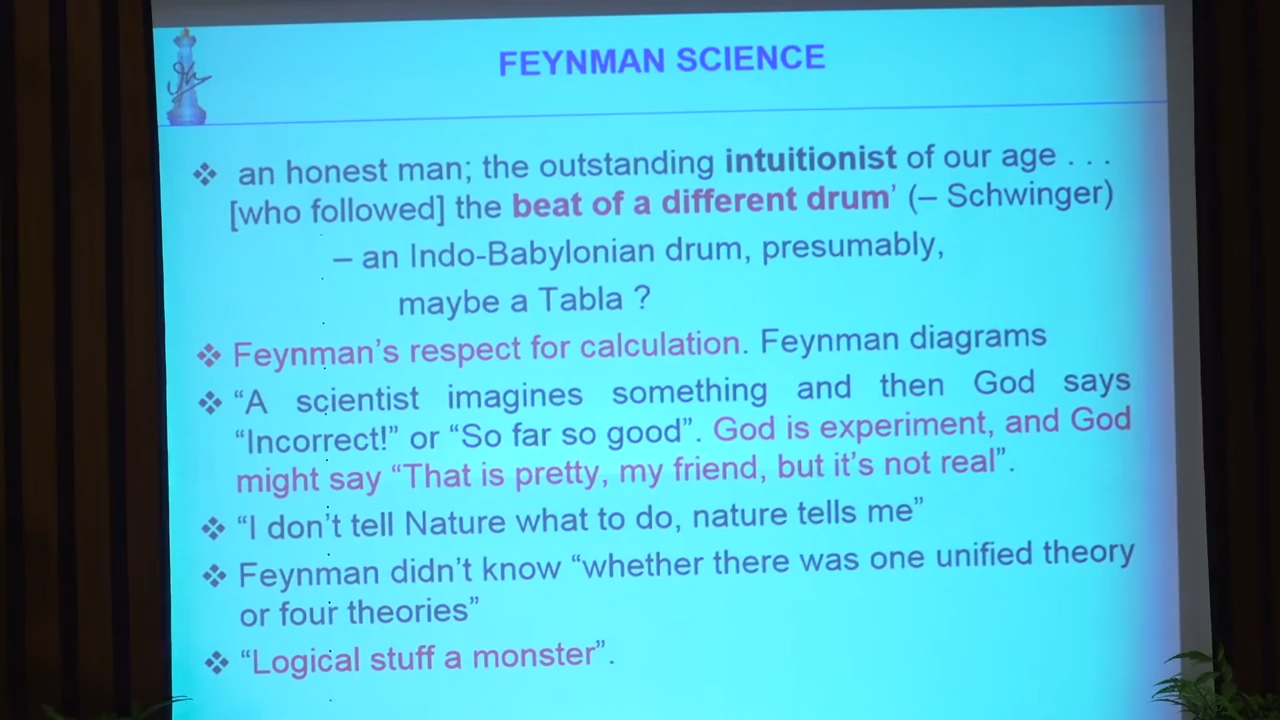 FEYNMAN SCIENCE
❖ an honest man; the outstanding intuitionist of our age . . .
[who followed] the beat of a different drum’ (– Schwinger)
– an Indo-Babylonian drum, presumably,
maybe a Tabla ?
❖ Feynman’s respect for calculation. Feynman diagrams
❖ “A scientist imagines something and then God says
“Incorrect!” or “So far so good”. God is experiment, and God
might say “That is pretty, my friend, but it’s not real”.
❖ “I don’t tell Nature what to do, nature tells me”
❖ Feynman didn’t know “whether there was one unified theory
or four theories”
❖ “Logical stuff a monster”.